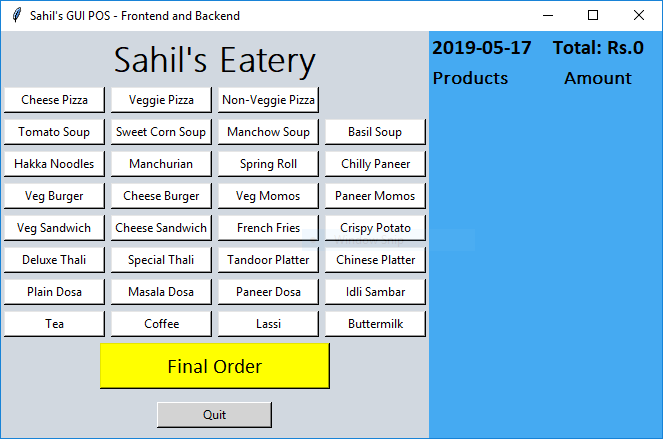 Sahil's GUI POS - Frontend and Backend
Sahil's Eatery
2019-05-17 Total: Rs.0
Products Amount
Cheese Pizza Veggie Pizza Non-Veggie Pizza
Tomato Soup Sweet Corn Soup Manchow Soup Basil Soup
Hakka Noodles Manchurian Spring Roll Chilly Paneer
Veg Burger Cheese Burger Veg Momos Paneer Momos
Veg Sandwich Cheese Sandwich French Fries Crispy Potato
Window Snip
Deluxe Thali Special Thali Tandoor Platter Chinese Platter
Plain Dosa Masala Dosa Paneer Dosa Idli Sambar
Tea Coffee Lassi Buttermilk
Final Order
Quit